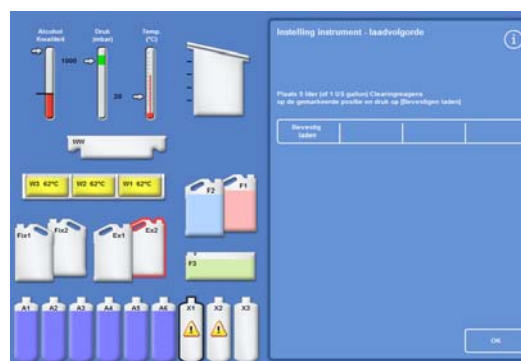 Alcohol
Kwaliteit
Druk
(mbar)
Temp.
(°C)
1000
20
WW
W3 62°C
W2 62°C
W1 62°C
Fix1
Fix2
Ex1
Ex2
F2
F1
F3
A1
A2
A3
A4
A5
A6
X1
X2
X3
Instelling instrument - laadvolgorde
i
Plaats 5 liter (of 1 US gallon) Clearingreagens
op de gemarkeerde positie en druk op [Bevestigen laden]
Bevestig
laden
OK